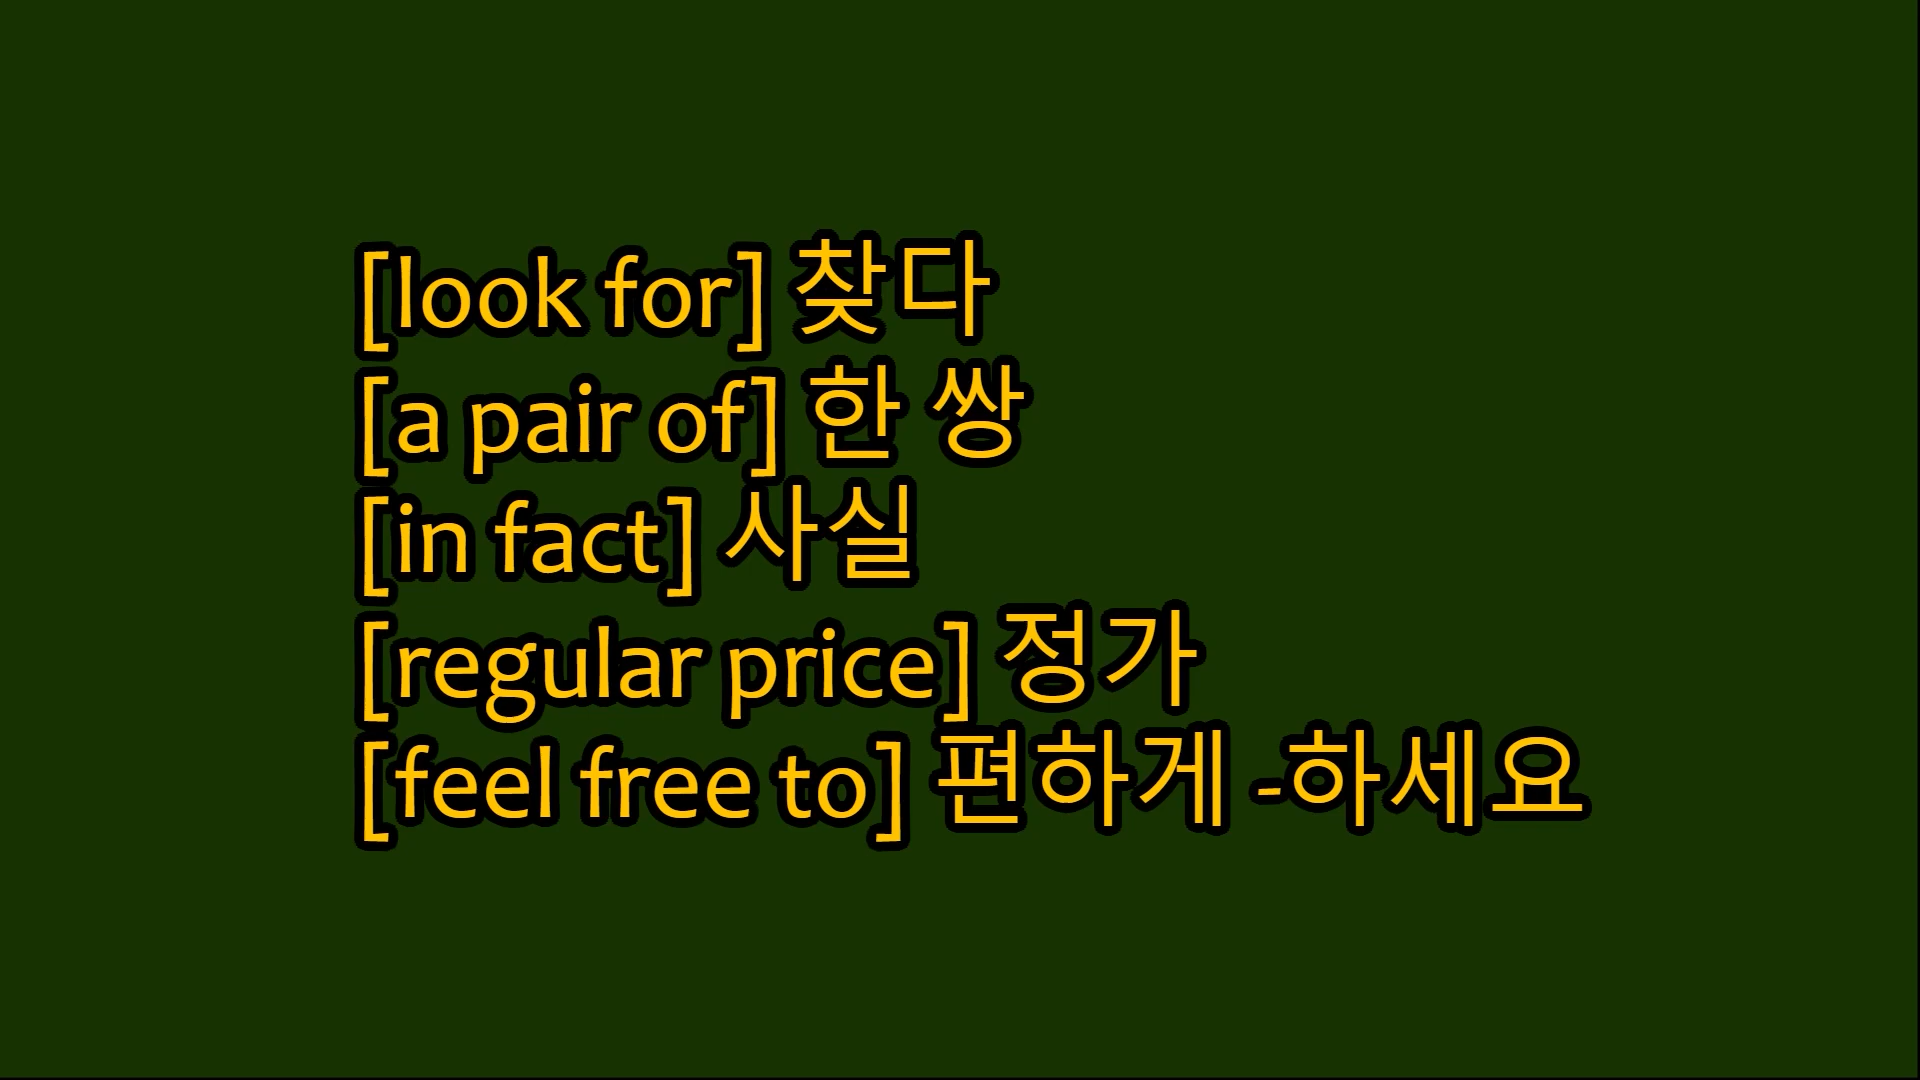 [look for] 찾다
[a pair of] 한 쌍
[in fact] 사실
[regular price] 정가
[feel free to] 편하게 -하세요